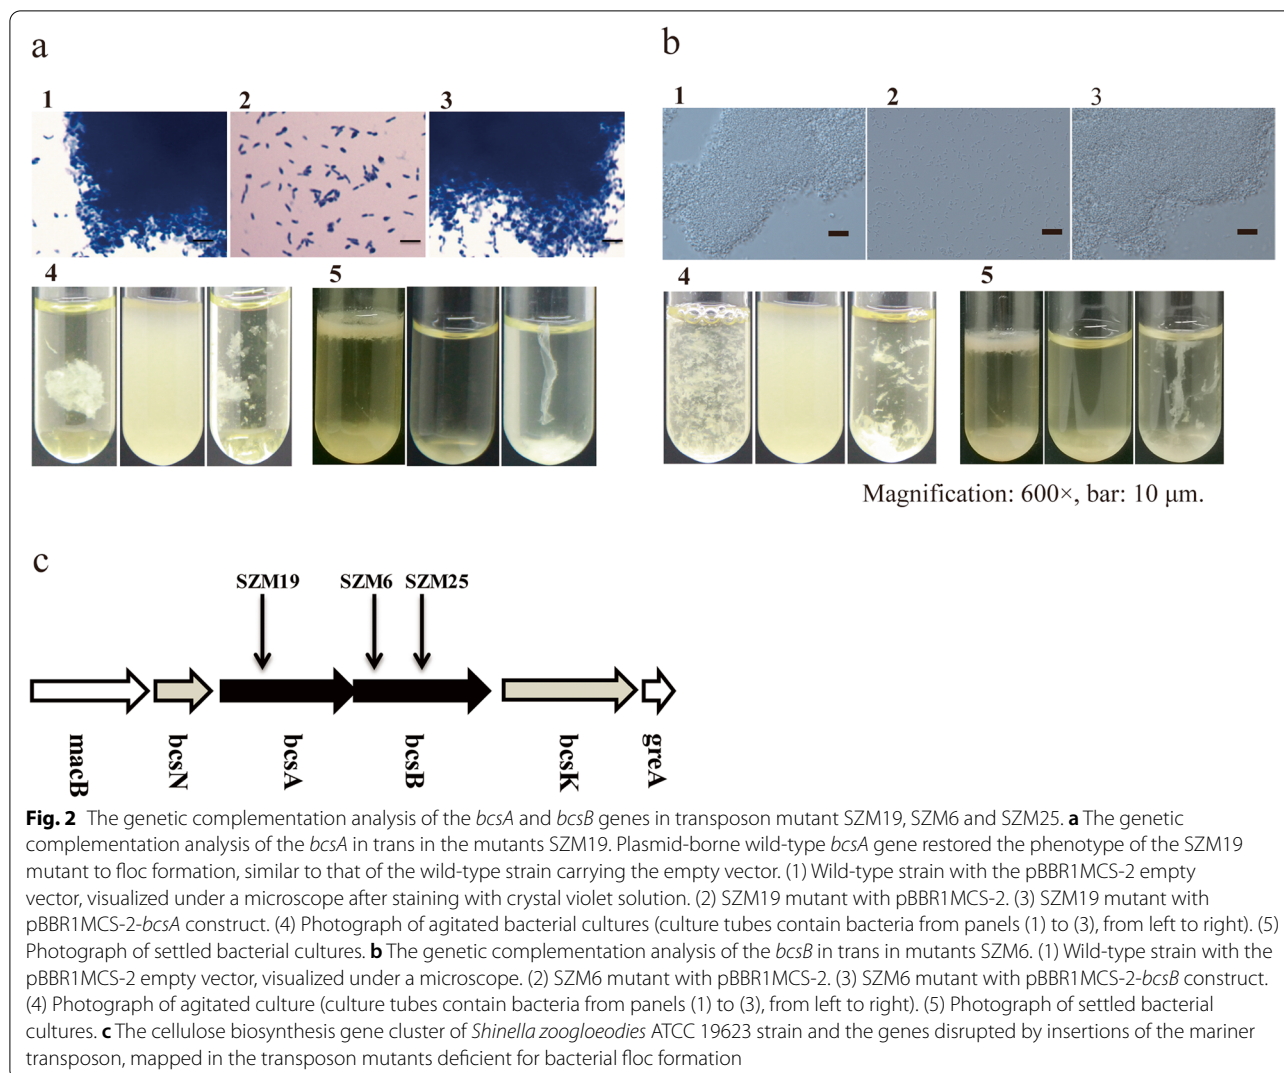 a
b
1 2 3
1 2 3
4 5
4 5
Magnification: 600×, bar: 10 μm.
c
SZM19 SZM6 SZM25
macB bcsN bcsA bcsB bcsK greA
Fig. 2 The genetic complementation analysis of the bcsA and bcsB genes in transposon mutant SZM19, SZM6 and SZM25. a The genetic
complementation analysis of the bcsA in trans in the mutants SZM19. Plasmid-borne wild-type bcsA gene restored the phenotype of the SZM19
mutant to floc formation, similar to that of the wild-type strain carrying the empty vector. (1) Wild-type strain with the pBBR1MCS-2 empty
vector, visualized under a microscope after staining with crystal violet solution. (2) SZM19 mutant with pBBR1MCS-2. (3) SZM19 mutant with
pBBR1MCS-2-bcsA construct. (4) Photograph of agitated bacterial cultures (culture tubes contain bacteria from panels (1) to (3), from left to right). (5)
Photograph of settled bacterial cultures. b The genetic complementation analysis of the bcsB in trans in mutants SZM6. (1) Wild-type strain with the
pBBR1MCS-2 empty vector, visualized under a microscope. (2) SZM6 mutant with pBBR1MCS-2. (3) SZM6 mutant with pBBR1MCS-2-bcsB construct.
(4) Photograph of agitated culture (culture tubes contain bacteria from panels (1) to (3), from left to right). (5) Photograph of settled bacterial
cultures. c The cellulose biosynthesis gene cluster of Shinella zoogloeodies ATCC 19623 strain and the genes disrupted by insertions of the mariner
transposon, mapped in the transposon mutants deficient for bacterial floc formation